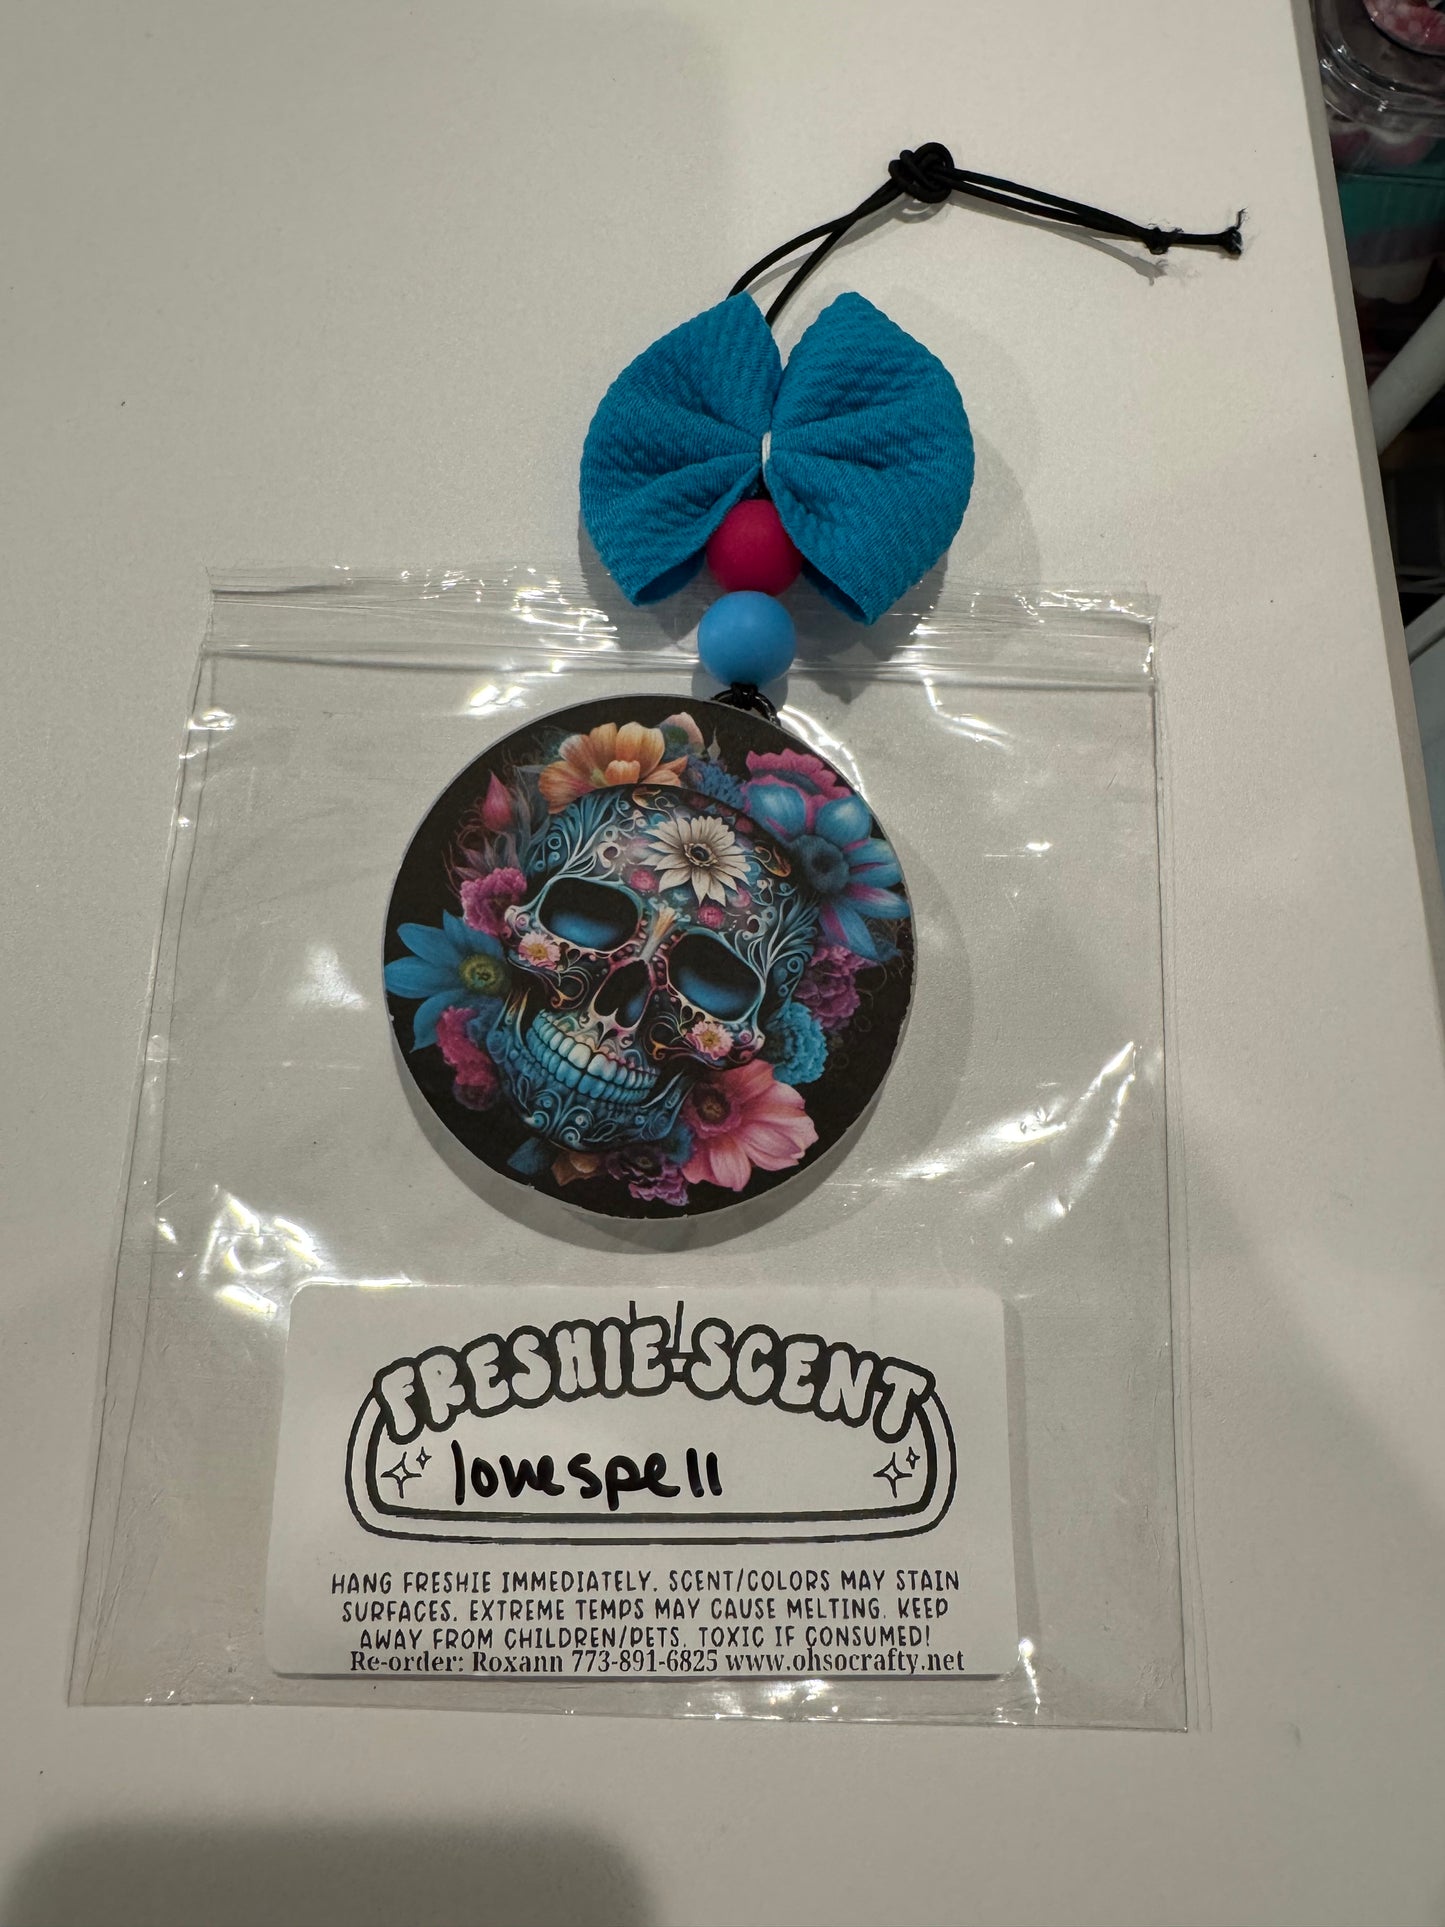 FRESHIE SCENT
lovespell
HANG FRESHIE IMMEDIATELY. SCENT/COLORS MAY STAIN
SURFACES. EXTREME TEMPS MAY CAUSE MELTING. KEEP
AWAY FROM CHILDREN/PETS. TOXIC IF CONSUMED!
Re-order: Roxann 773-891-6825 www.ohsocrafty.net